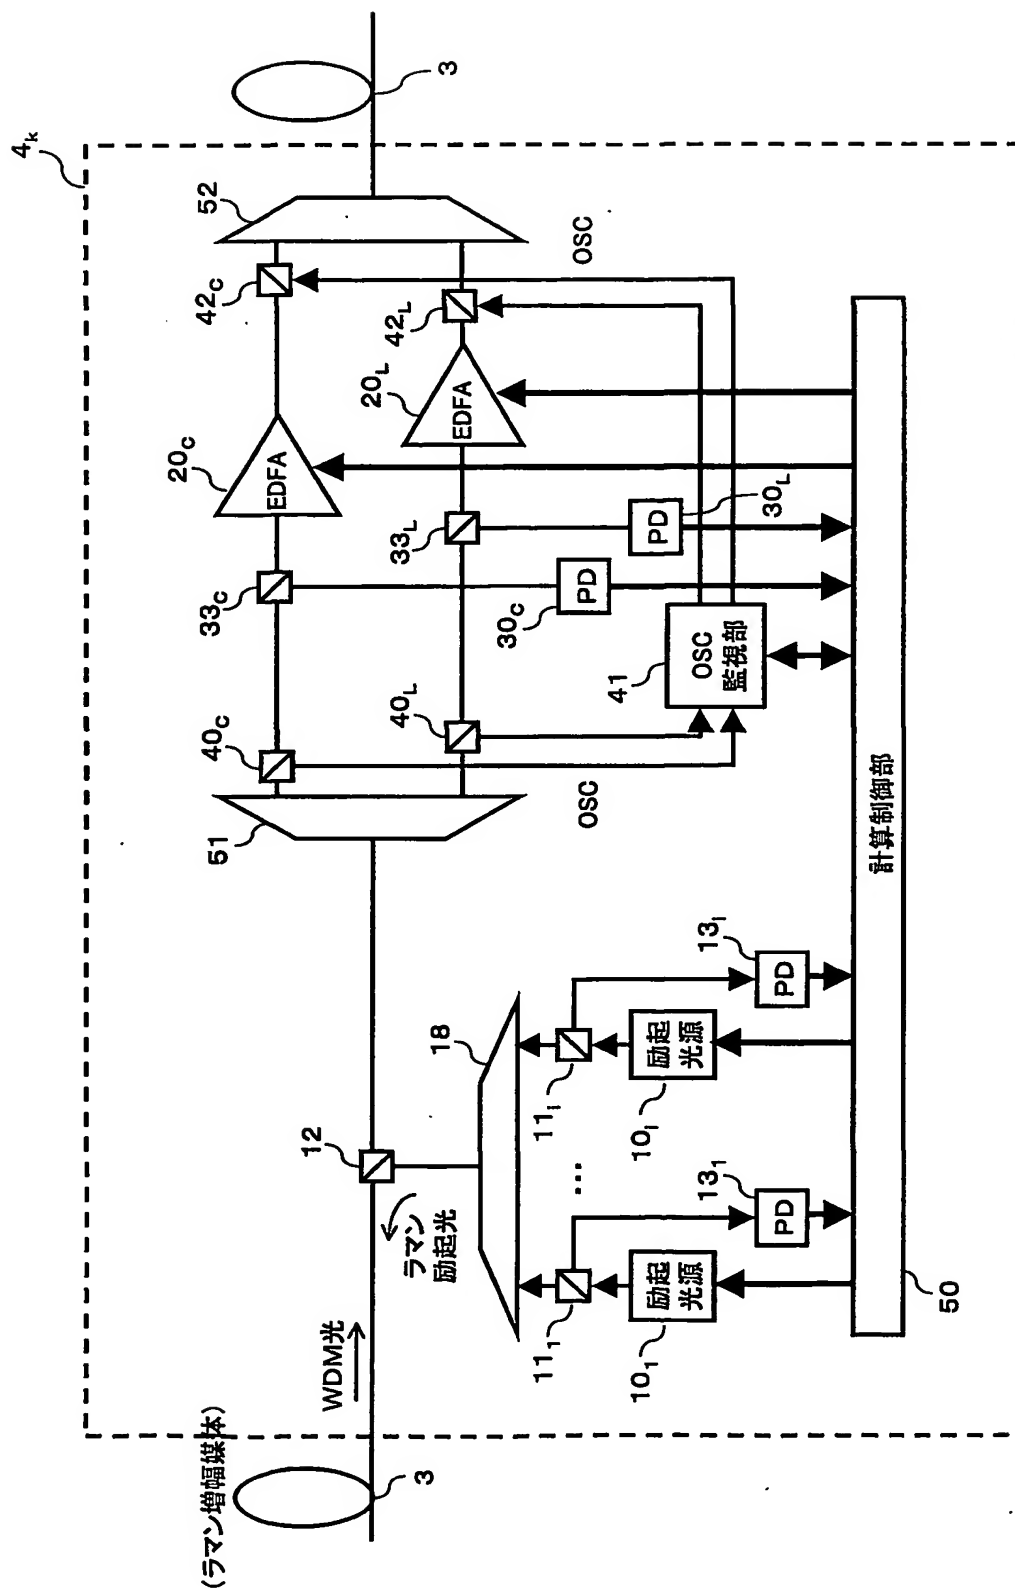 4k
(ラマン増幅媒体)
3
WDM光
ラマン
励起光
12
18
51
52
40C
33C
20C
EDFA
42C
3
40L
33L
20L
EDFA
42L
OSC
OSC
30C
PD
30L
PD
41
OSC
監視部
111
11i
101
励起
光源
131
PD
...
10i
励起
光源
13i
PD
計算制御部
50